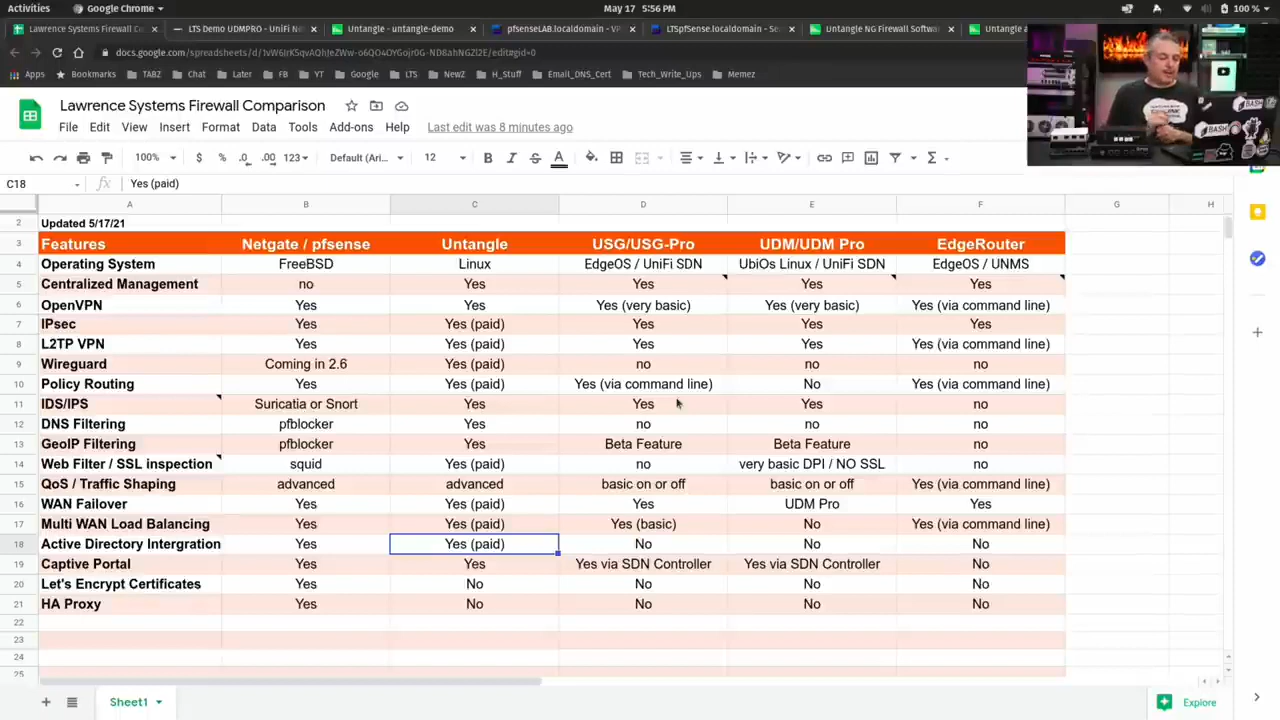 Activities
Google Chrome
May 17 5:56 PM
100 %
Lawrence Systems Firewall C
LTS Demo UDMPRO - UniFi N
Untangle - untangle-demo
pfsenseLAB.localdomain - VP
LTSpfSense.localdomain - Se
Untangle NG Firewall Softwa
Untangle a
Apps
Bookmarks
TABZ
Chat
Later
FB
YT
Google
LTS
NewZ
H_Stuff
Email_DNS_Cert
Tech_Write_Ups
Memez
Lawrence Systems Firewall Comparison
File Edit View Insert Format Data Tools Add-ons Help Last edit was 8 minutes ago
100% $ % .0 .00 123 Default (Ari... 12 B I S A
C18 fx Yes (paid)
A B C D E F G H
2 Updated 5/17/21
3 Features Netgate / pfsense Untangle USG/USG-Pro UDM/UDM Pro EdgeRouter
4 Operating System FreeBSD Linux EdgeOS / UniFI SDN UbiOs Linux / UniFI SDN EdgeOS / UNMS
5 Centralized Management no Yes Yes Yes Yes
6 OpenVPN Yes Yes Yes (very basic) Yes (very basic) Yes (via command line)
7 IPsec Yes Yes (paid) Yes Yes Yes
8 L2TP VPN Yes Yes (paid) Yes Yes Yes (via command line)
9 Wireguard Coming in 2.6 Yes (paid) no no no
10 Policy Routing Yes Yes (paid) Yes (via command line) No Yes (via command line)
11 IDS/IPS Suricatia or Snort Yes Yes Yes no
12 DNS Filtering pfblocker Yes no no no
13 GeoIP Filtering pfblocker Yes Beta Feature Beta Feature no
14 Web Filter / SSL inspection squid Yes (paid) no very basic DPI / NO SSL no
15 QoS / Traffic Shaping advanced advanced basic on or off basic on or off Yes (via command line)
16 WAN Failover Yes Yes (paid) Yes UDM Pro Yes
17 Multi WAN Load Balancing Yes Yes (paid) Yes (basic) No Yes (via command line)
18 Active Directory Intergration Yes Yes (paid) No No No
19 Captive Portal Yes Yes Yes via SDN Controller Yes via SDN Controller No
20 Let's Encrypt Certificates Yes No No No No
21 HA Proxy Yes No No No No
22
23
24
25
Sheet1
Explore